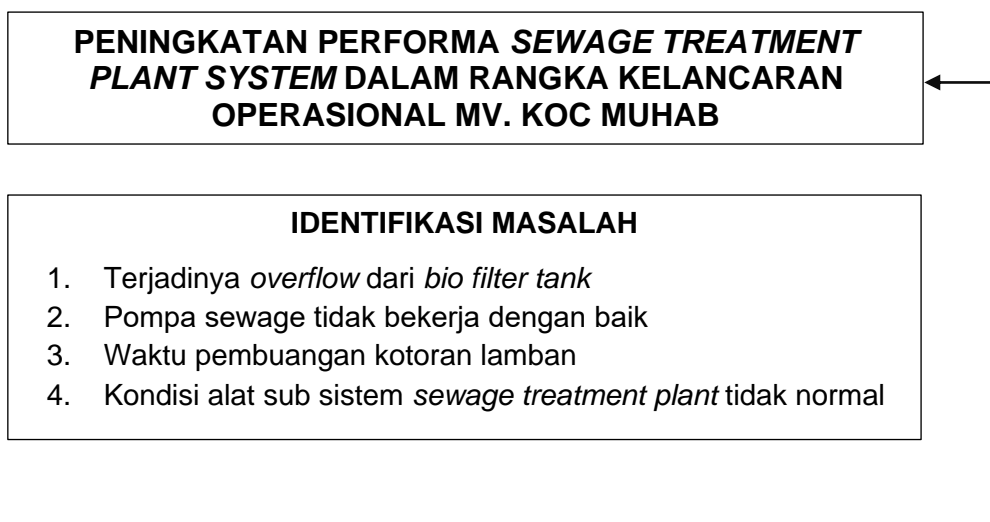 PENINGKATAN PERFORMA SEWAGE TREATMENT
PLANT SYSTEM DALAM RANGKA KELANCARAN
OPERASIONAL MV. KOC MUHAB
IDENTIFIKASI MASALAH
1. Terjadinya overflow dari bio filter tank
2. Pompa sewage tidak bekerja dengan baik
3. Waktu pembuangan kotoran lamban
4. Kondisi alat sub sistem sewage treatment plant tidak normal